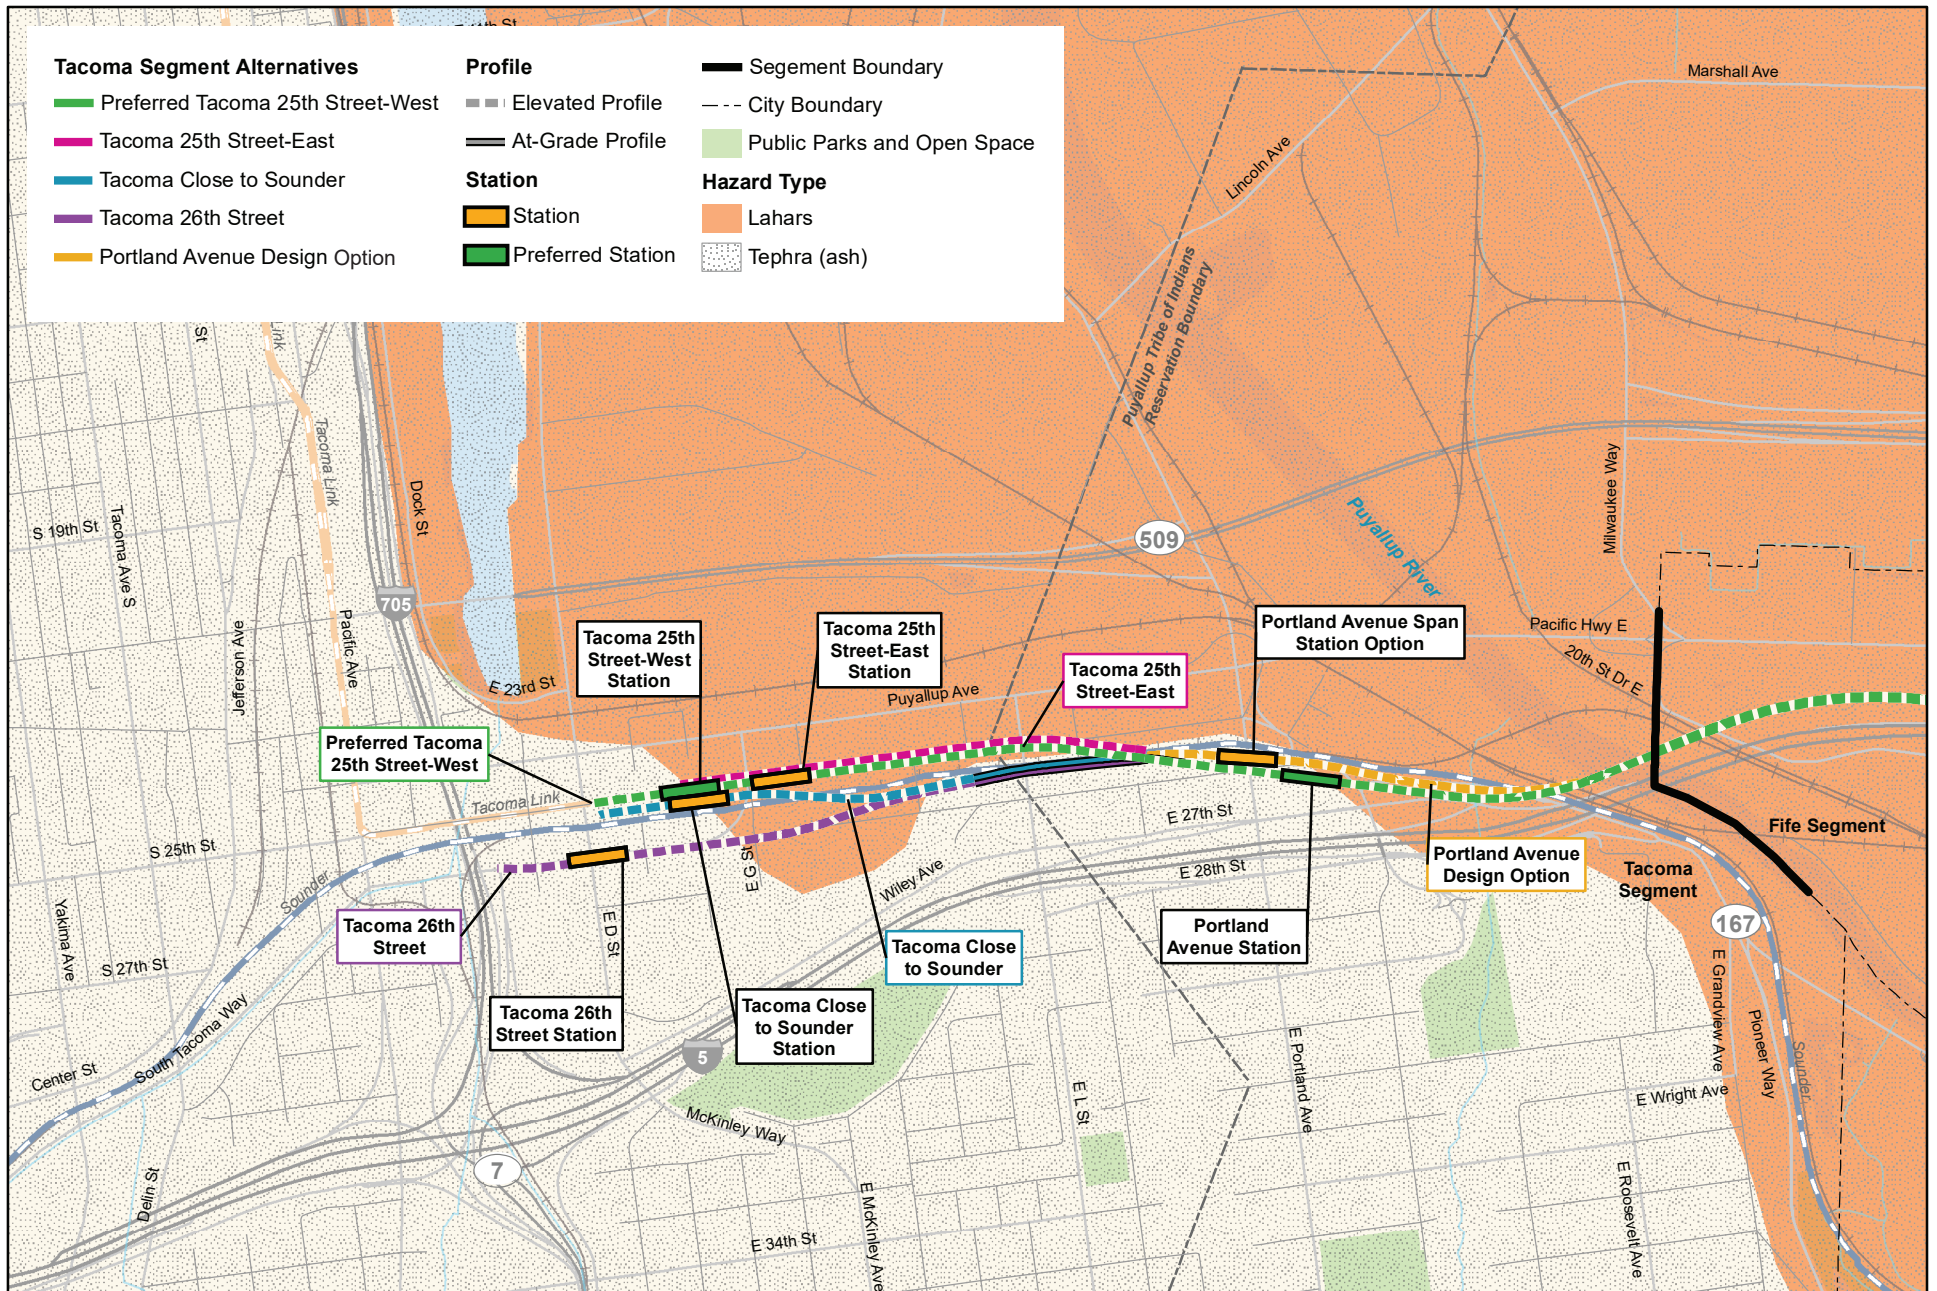 Tacoma Segment Alternatives
Preferred Tacoma 25th Street-West
Tacoma 25th Street-East
Tacoma Close to Sounder
Tacoma 26th Street
Portland Avenue Design Option
Profile
Elevated Profile
At-Grade Profile
Station
Station
Preferred Station
Segement Boundary
City Boundary
Public Parks and Open Space
Hazard Type
Lahars
Tephra (ash)
Marshall Ave
Lincoln Ave
Puyallup Tribe of Indians
Reservation Boundary
St
Link
Tacoma Link
Dock St
S 19th St
Tacoma Ave S
Jefferson Ave
Pacific Ave
705
509
Puyallup River
Milwaukee Way
Pacific Hwy E
20th St Dr E
E 23rd St
Puyallup Ave
Tacoma 25th
Street-West
Station
Tacoma 25th
Street-East
Station
Tacoma 25th
Street-East
Portland Avenue Span
Station Option
Preferred Tacoma
25th Street-West
Tacoma Link
S 25th St
Sounder
E G St
E D St
Wiley Ave
E 27th St
E 28th St
Fife Segment
Tacoma
Segment
Portland Avenue
Design Option
Portland
Avenue Station
Tacoma 26th
Street
Tacoma Close
to Sounder
Tacoma 26th
Street Station
Tacoma Close
to Sounder
Station
167
Yakima Ave
S 27th St
South Tacoma Way
Center St
5
McKinley Way
E L St
E Portland Ave
E Grandview Ave
Pioneer Way
Sounder
E Wright Ave
7
Delin St
E 34th St
E McKinley Ave
E Roosevelt Ave